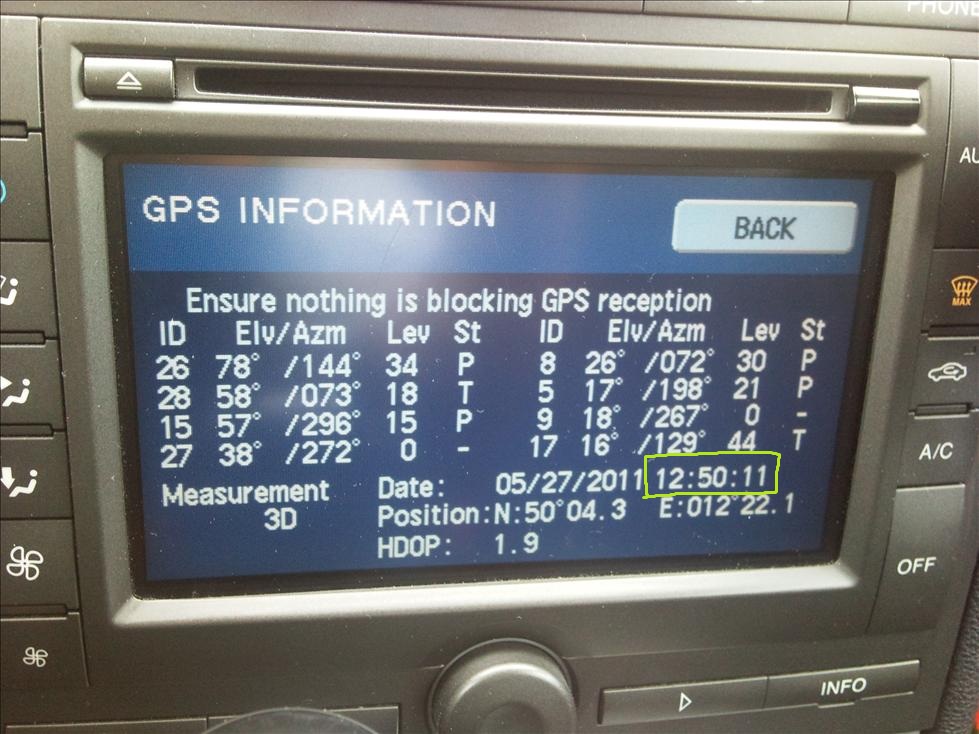 PHONE
GPS INFORMATION
BACK
Ensure nothing is blocking GPS reception
ID Elv/Azm Lev St ID Elv/Azm Lev St
26 78° /144° 34 P 8 26° /072° 30 P
28 58° /073° 18 T 5 17° /198° 21 P
15 57° /296° 15 P 9 18° /267° 0 -
27 38° /272° 0 - 17 16° /129° 44 T
Measurement
3D
Date: 05/27/2011 12:50:11
Position:N:50°04.3 E:012°22.1
HDOP: 1.9
MAX
A/C
OFF
INFO